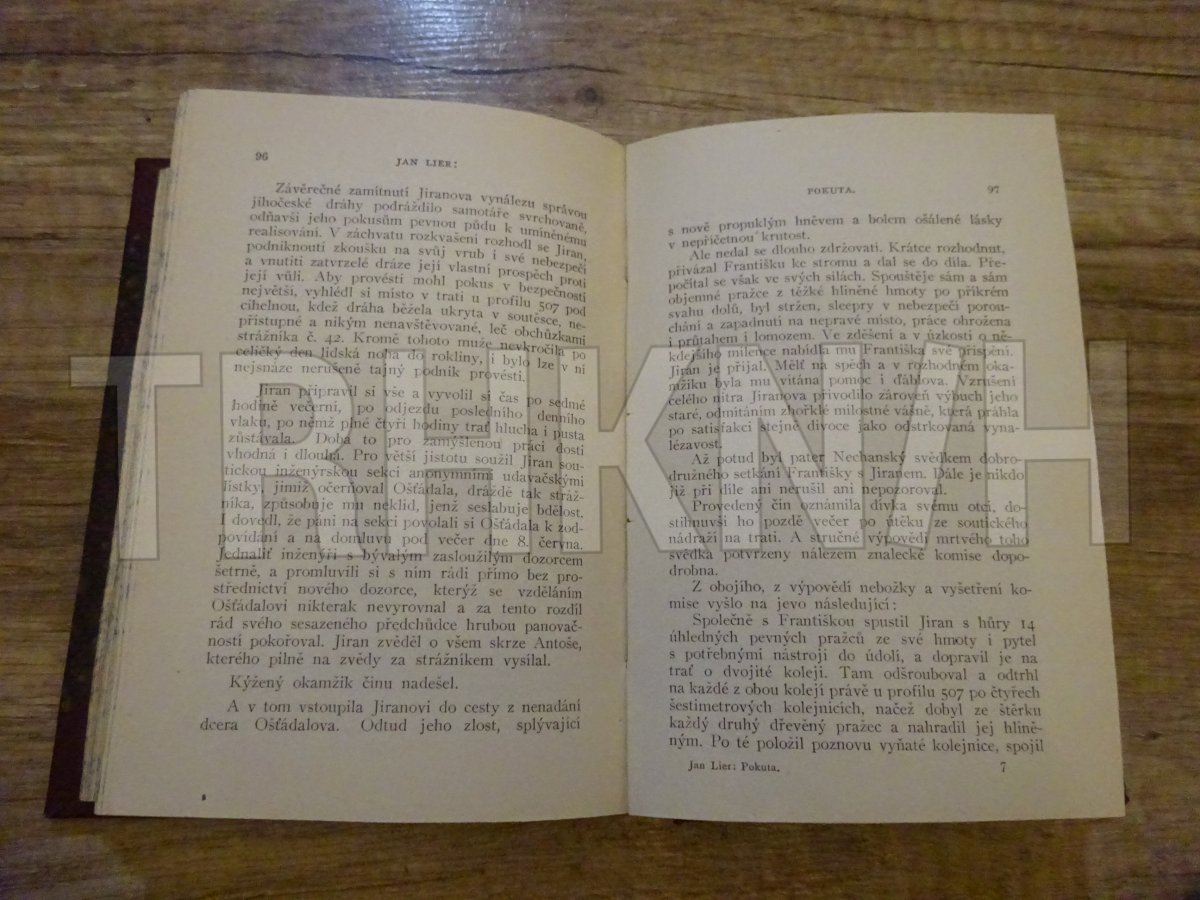 96
JAN LIER:
Závěrečné zamítnutí Jiranova vynálezu správou
jihočeské dráhy podráždilo samotáře svrchovaně,
odňavši jeho pokusům pevnou půdu k umíněnému
realisování. V záchvatu rozkvašení rozhodl se Jiran,
podniknouti zkoušku na svůj vrub i své nebezpečí
a vnutiti zatvrzelé dráze její vlastní prospěch proti
její vůli. Aby provésti mohl pokus v bezpečnosti
největší, vyhlédl si místo v trati u profilu 507 pod
cihelnou, kdež dráha běžela ukryta v soutěsce, ne-
přístupné a nikým nenavštěvované, leč obchůzkami
strážníka č. 42. Kromě tohoto muže nevkročila po
celičký den lidská noha do rokliny, i bylo lze v ní
nejsnáze nerušeně tajný podnik provésti.
Jiran připravil si vše a vyvolil si čas po sedmé
hodině večerní, po odjezdu posledního denního
vlaku, po němž plné čtyři hodiny trať hlucha i pusta
zůstávala. Doba to pro zamýšlenou práci dosti
vhodná i dlouhá. Pro větší jistotu soužil Jiran sou-
tickou inženýrskou sekci anonymními udavačskými
lístky, jimiž očerňoval Ošťádala, dráždě tak stráž-
níka, způsobuje mu neklid, jenž seslabuje bdělost.
I dovedl, že páni na sekci povolali si Ošťádala k zod-
povídání a na domluvu pod večer dne 8. června.
Jednaliť inženýři s bývalým zasloužilým dozorcem
šetrně, a promluvili si s ním rádi přímo bez pro-
střednictví nového dozorce, kterýž se vzděláním
Ošťádalovi nikterak nevyrovnal a za tento rozdíl
rád svého sesazeného předchůdce hrubou panovač-
ností pokořoval. Jiran zvěděl o všem skrze Antoše,
kterého pilně na zvědy za strážníkem vysílal.
Kýžený okamžik činu nadešel.
A v tom vstoupila Jiranovi do cesty z nenadání
dcera Ošťádalova. Odtud jeho zlost, splývající
POKUTA.
97
s nově propuklým hněvem a bolem ošálené lásky
v nepříčetnou krutost.
Ale nedal se dlouho zdržovati. Krátce rozhodnut,
přivázal Františku ke stromu a dal se do díla. Pře-
počítal se však ve svých silách. Spouštěje sám a sám
objemné pražce z těžké hlíněné hmoty po příkrém
svahu dolů, byl stržen, sleepry v nebezpečí porou-
chání a zapadnutí na nepravé místo, práce ohrožena
i průtahem i lomozem. Ve zděšení a v úzkosti o ně-
kdejšího milence nabídla mu Františka své přispění.
Jiran je přijal. Mělť na spěch a v rozhodném oka-
mžiku byla mu vítána pomoc i ďáblova. Vzrušení
celého nitra Jiranova přivodilo zároveň výbuch jeho
staré, odmítáním zhořklé milostné vášně, která práhla
po satisfakci stejně divoce jako odstrkovaná vyna-
lézavost.
Až potud byl pater Nechanský svědkem dobro-
družného setkání Františky s Jiranem. Dále je nikdo
již při díle ani nerušil ani nepozoroval.
Provedený čin oznámila dívka svému otci, do-
stihnuvši ho pozdě večer po útěku ze soutického
nádraží na trati. A stručné výpovědi mrtvého toho
svědka potvrzeny nálezem znalecké komise dopo-
drobna.
Z obojího, z výpovědi nebožky a vyšetření ko-
mise vyšlo na jevo následující:
Společně s Františkou spustil Jiran s hůry 14
úhledných pevných pražců ze své hmoty i pytel
s potřebnými nástroji do údolí, a dopravil je na
trať o dvojité koleji. Tam odšrouboval a odtrhl
na každé z obou kolejí právě u profilu 507 po čtyřech
šestimetrových kolejnicích, načež dobyl ze štěrku
každý druhý dřevěný pražec a nahradil jej hlíně-
ným. Po té položil poznovu vyňaté kolejnice, spojil
Jan Lier: Pokuta.
7
TREKNIH